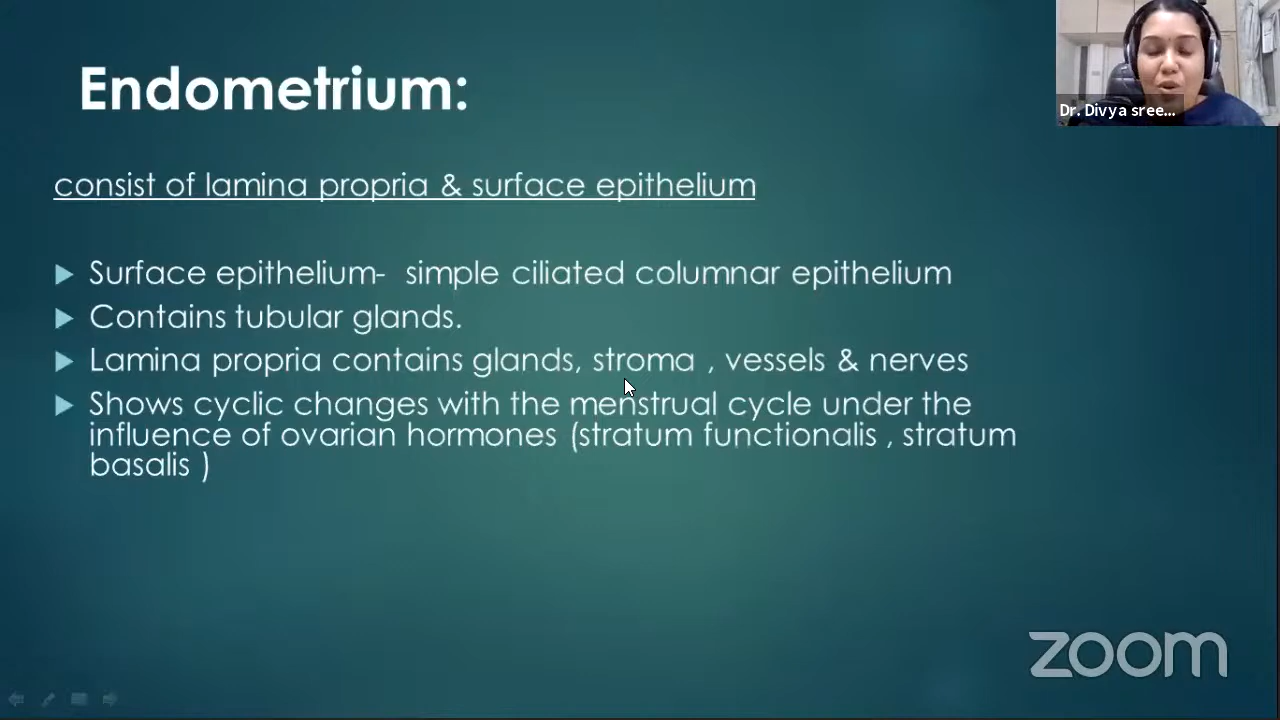 Endometrium:
Dr. Divya sree...
consist of lamina propria & surface epithelium
Surface epithelium-  simple ciliated columnar epithelium
Contains tubular glands.
Lamina propria contains glands, stroma , vessels & nerves
Shows cyclic changes with the menstrual cycle under the
influence of ovarian hormones (stratum functionalis , stratum
basalis )
zoom